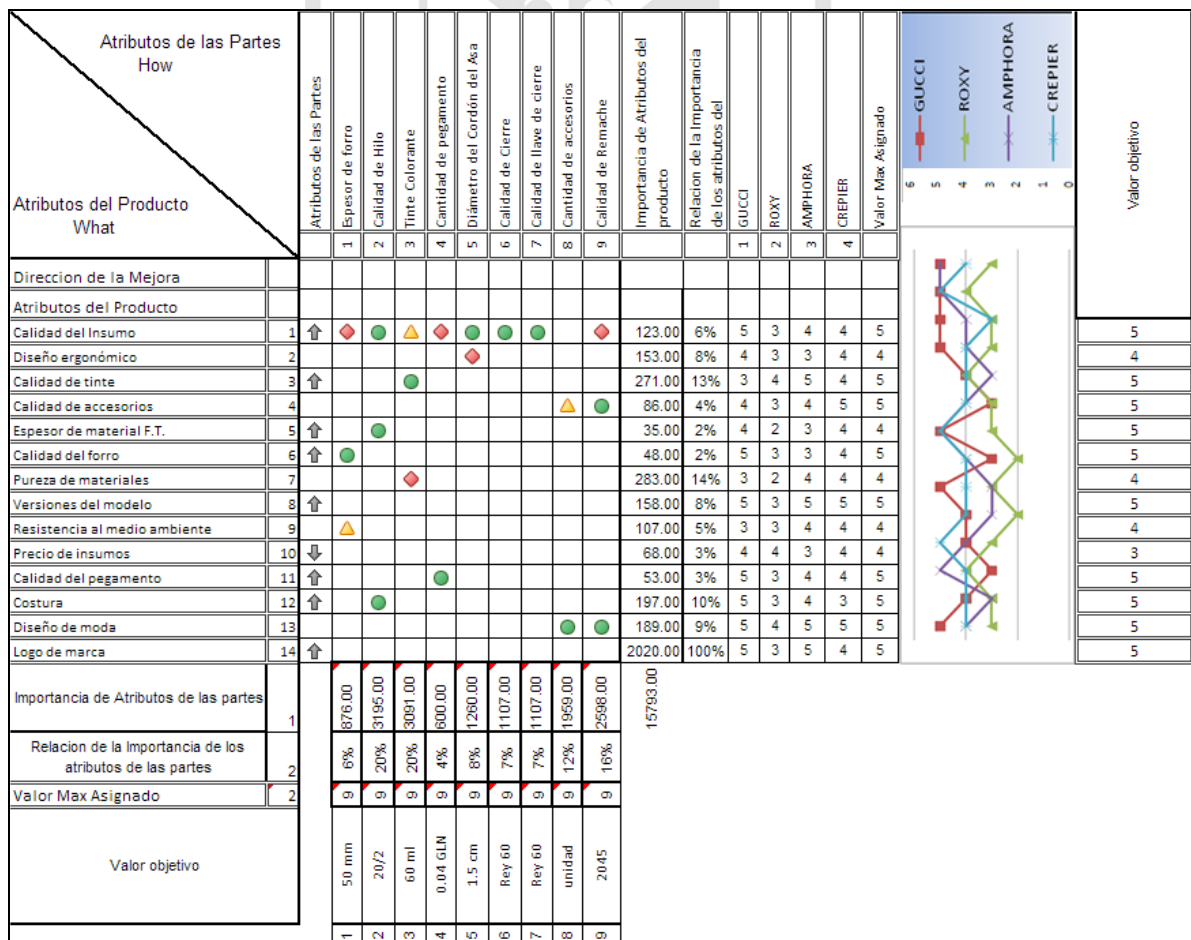 Atributos de las Partes
How
Atributos del Producto
What
Atributos de las Partes
Espesor de forro
Calidad de Hilo
Tinte Colorante
Cantidad de pegamento
Diámetro del Cordón del Asa
Calidad de Cierre
Calidad de llave de cierre
Cantidad de accesorios
Calidad de Remache
Importancia de Atributos del
producto
Relacion de la Importancia
de los atributos del
GUCCI
ROXY
AMPHORA
CREPIER
Valor Max Asignado
GUCCI
ROXY
AMPHORA
CREPIER
6 5 4 3 2 1 0
Valor objetivo
1 2 3 4 5 6 7 8 9 1 2 3 4
Direccion de la Mejora
Atributos del Producto
Calidad del Insumo 1 123.00 6% 5 3 4 4 5 5
Diseño ergonómico 2 153.00 8% 4 3 3 4 4 4
Calidad de tinte 3 271.00 13% 3 4 5 4 5 5
Calidad de accesorios 4 86.00 4% 4 3 4 5 5 5
Espesor de material F.T. 5 35.00 2% 4 2 3 4 4 5
Calidad del forro 6 48.00 2% 5 3 3 4 5 5
Pureza de materiales 7 283.00 14% 3 2 4 4 4 4
Versiones del modelo 8 158.00 8% 5 3 5 5 5 5
Resistencia al medio ambiente 9 107.00 5% 3 3 4 4 4 4
Precio de insumos 10 68.00 3% 4 4 3 4 4 3
Calidad del pegamento 11 53.00 3% 5 3 4 4 5 5
Costura 12 197.00 10% 5 3 4 3 5 5
Diseño de moda 13 189.00 9% 5 4 5 5 5 5
Logo de marca 14 2020.00 100% 5 3 5 4 5 5
Importancia de Atributos de las partes 1 876.00 3195.00 3091.00 600.00 1260.00 1107.00 1107.00 1959.00 2598.00 15793.00
Relacion de la Importancia de los
atributos de las partes 2 6% 20% 20% 4% 8% 7% 7% 12% 16%
Valor Max Asignado 2 9 9 9 9 9 9 9 9 9
Valor objetivo 50 mm 20/2 60 ml 0.04 GLN 1.5 cm Rey 60 Rey 60 unidad 2045
1 2 3 4 5 6 7 8 9